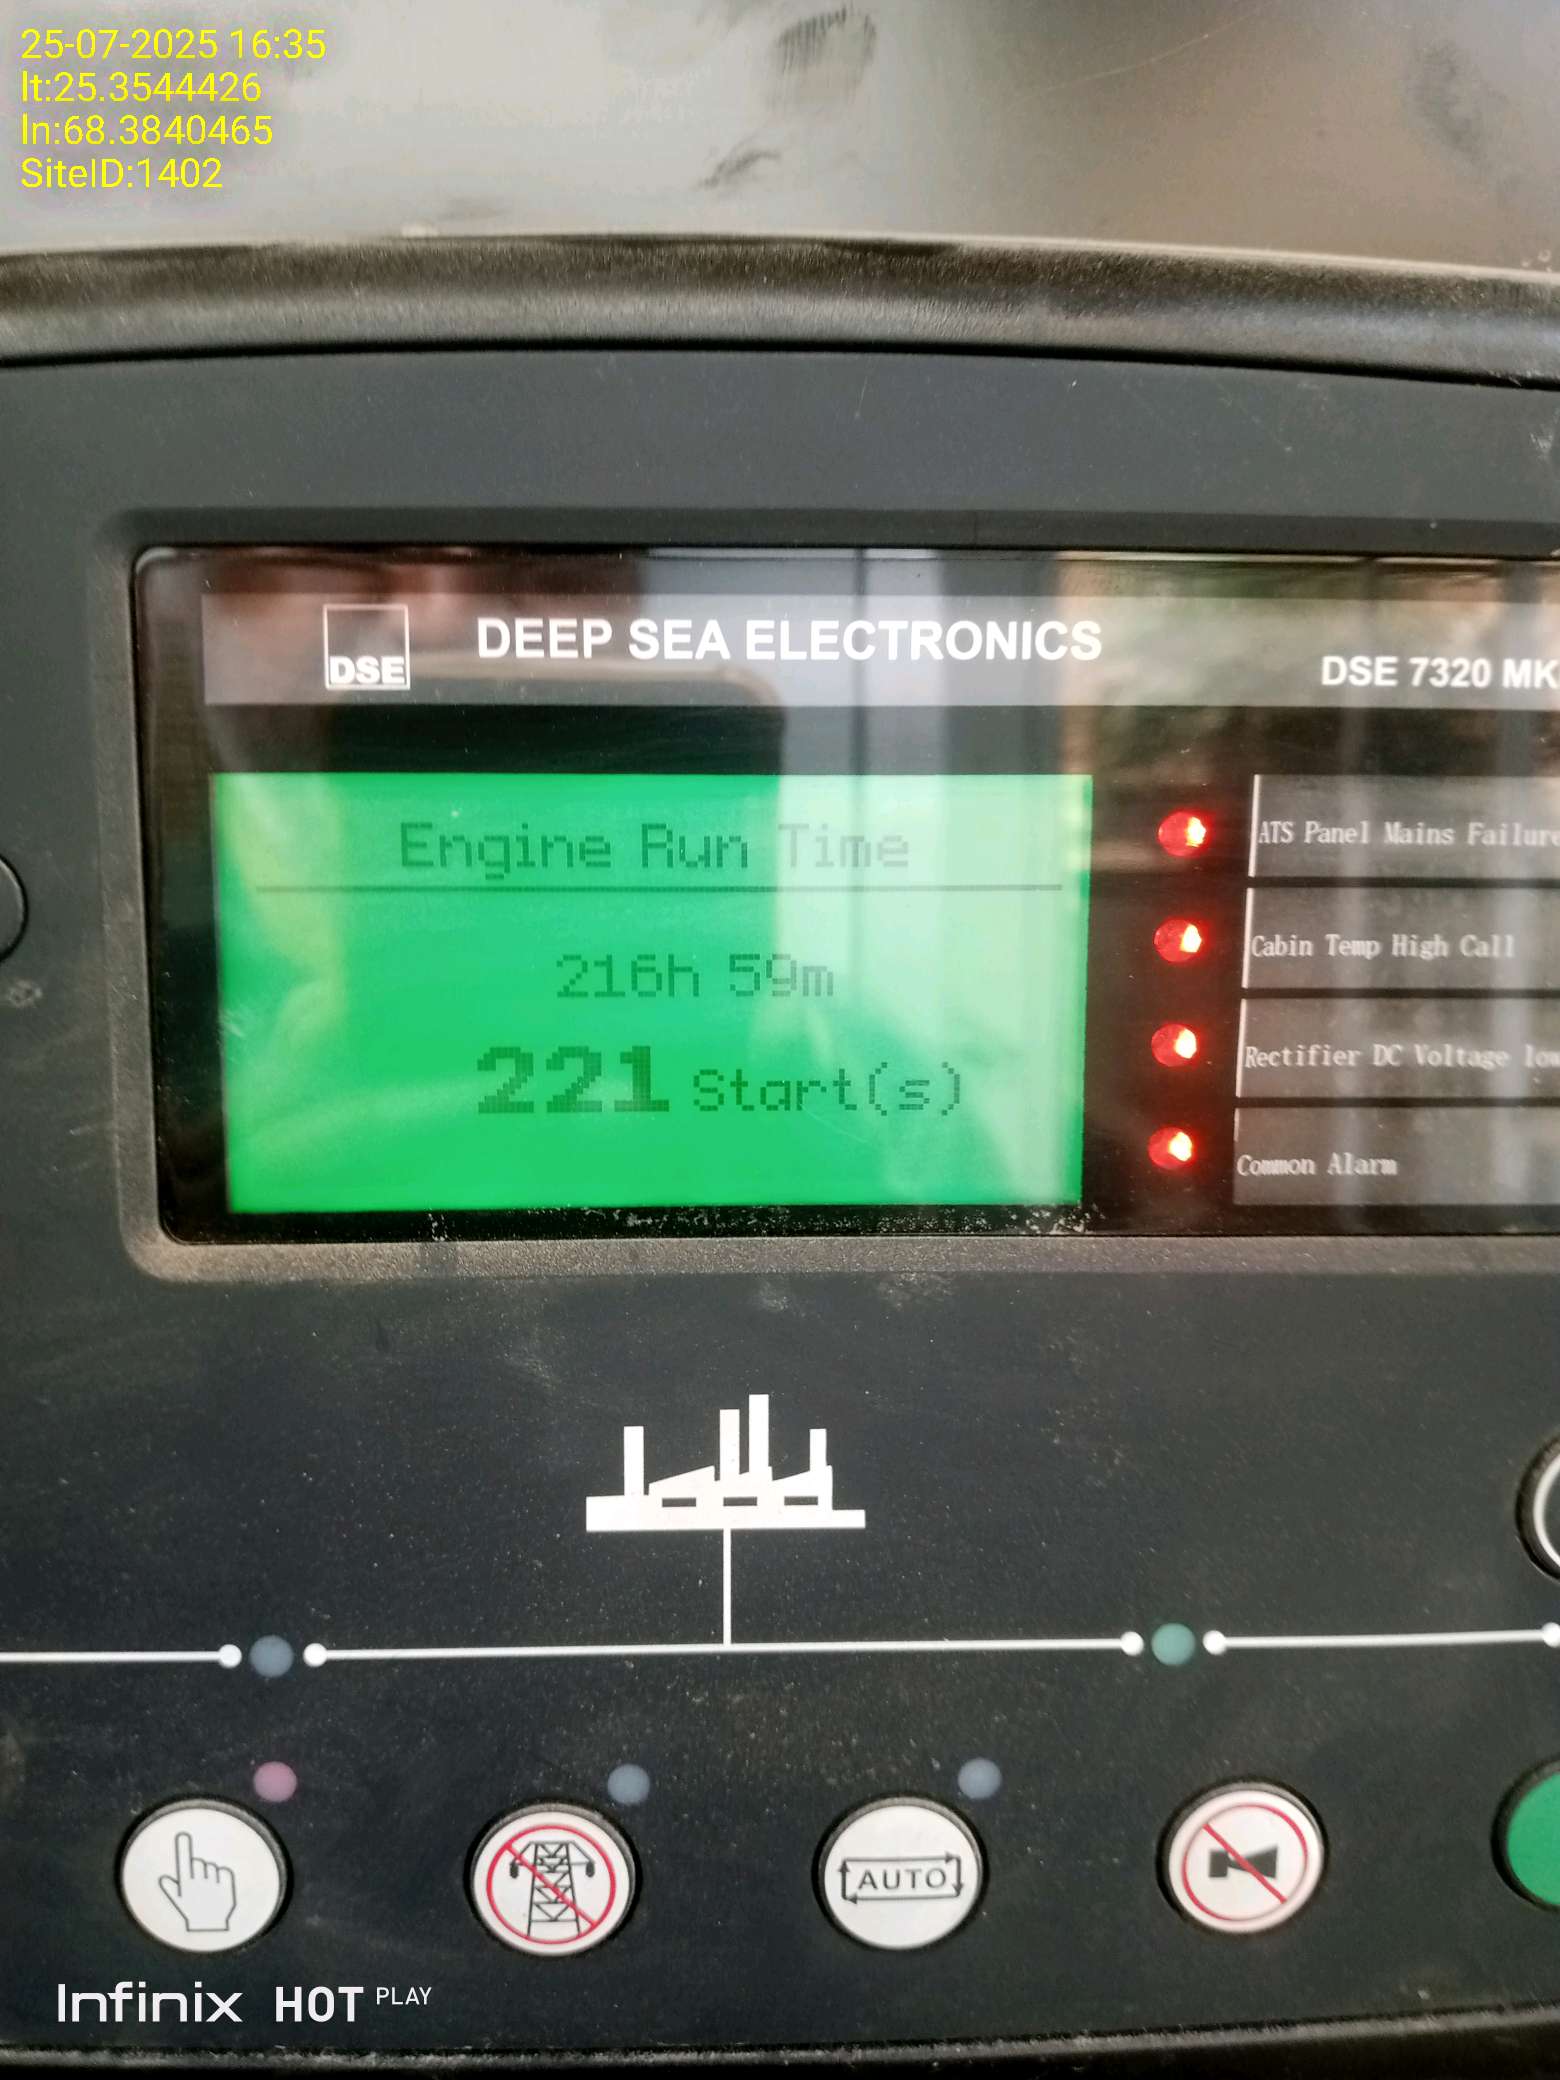 25-07-2025 16:35
lt:25.3544426
ln:68.3840465
SiteID:1402
DSE
DEEP SEA ELECTRONICS
DSE 7320 MK
Engine Run Time
216h 59m
221 Start(s)
ATS Panel Mains Failure
Cabin Temp High Call
Rectifier DC Voltage low
Common Alarm
AUTO
Infinix HOT PLAY